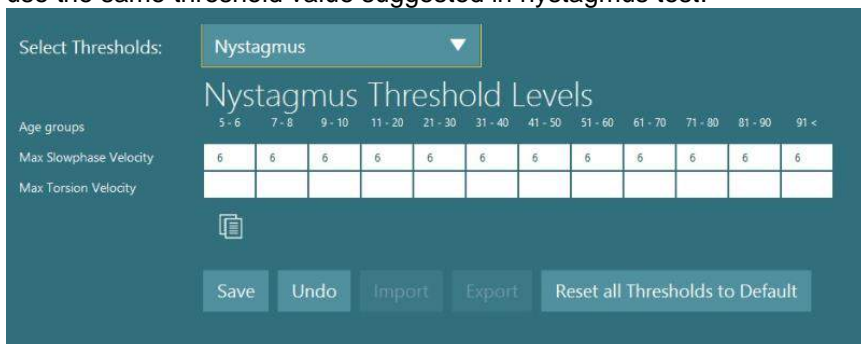 use the same threshold value suggested in nystagmus test.
Select Thresholds: Nystagmus
Nystagmus Threshold Levels
Age groups 5 - 6 7 - 8 9 - 10 11 - 20 21 - 30 31 - 40 41 - 50 51 - 60 61 - 70 71 - 80 81 - 90 91 <
Max Slowphase Velocity 6 6 6 6 6 6 6 6 6 6 6 6
Max Torsion Velocity
Save Undo Import Export Reset all Thresholds to Default